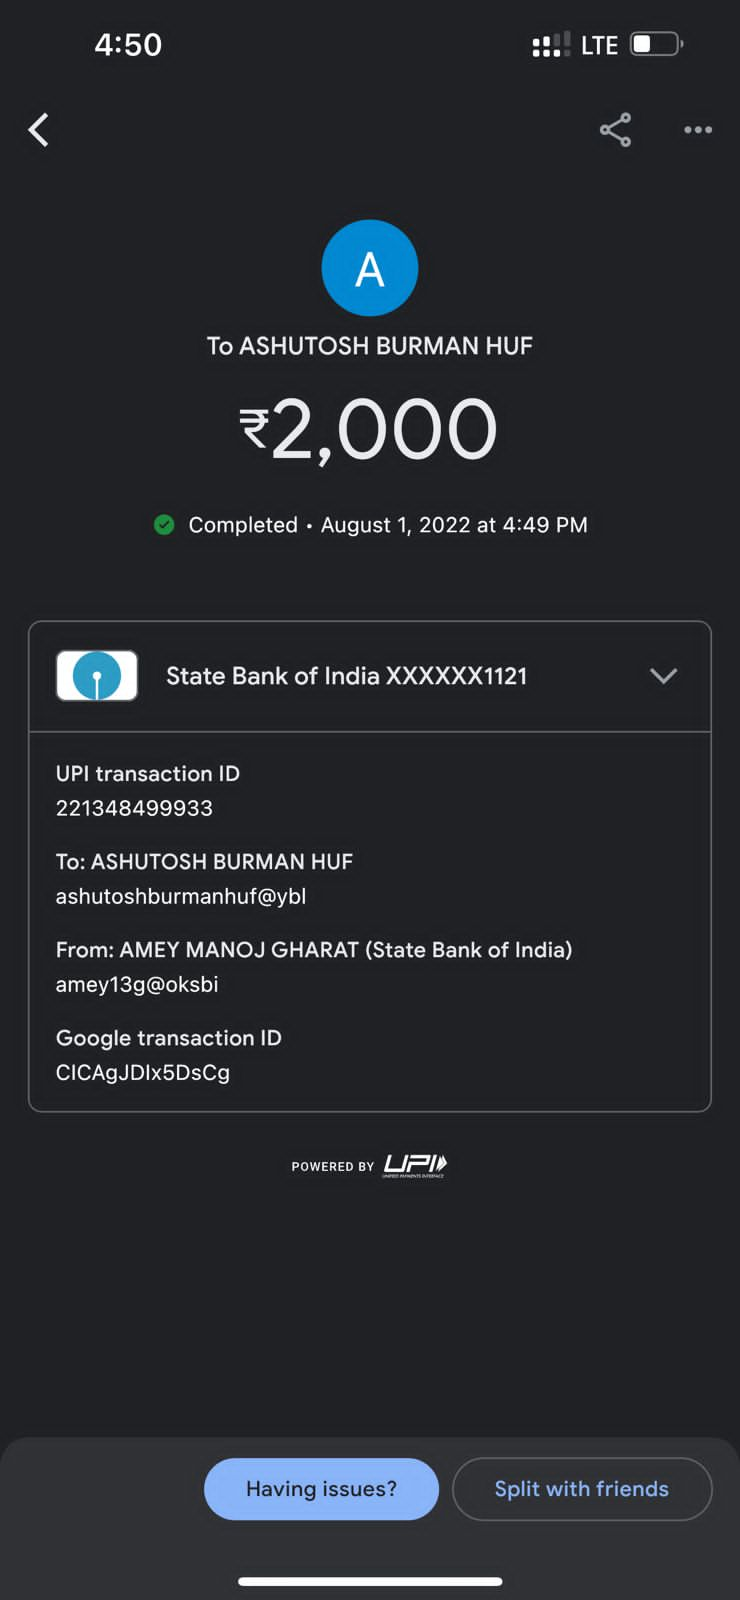 4:50 LTE
A
To ASHUTOSH BURMAN HUF
₹2,000
Completed • August 1, 2022 at 4:49 PM
State Bank of India XXXXXX1121
UPI transaction ID
221348499933
To: ASHUTOSH BURMAN HUF
ashutoshburmanhuf@ybl
From: AMEY MANOJ GHARAT (State Bank of India)
amey13g@oksbi
Google transaction ID
CICAgJDIx5DsCg
POWERED BY UPI
UNIFIED PAYMENTS INTERFACE
Having issues? Split with friends